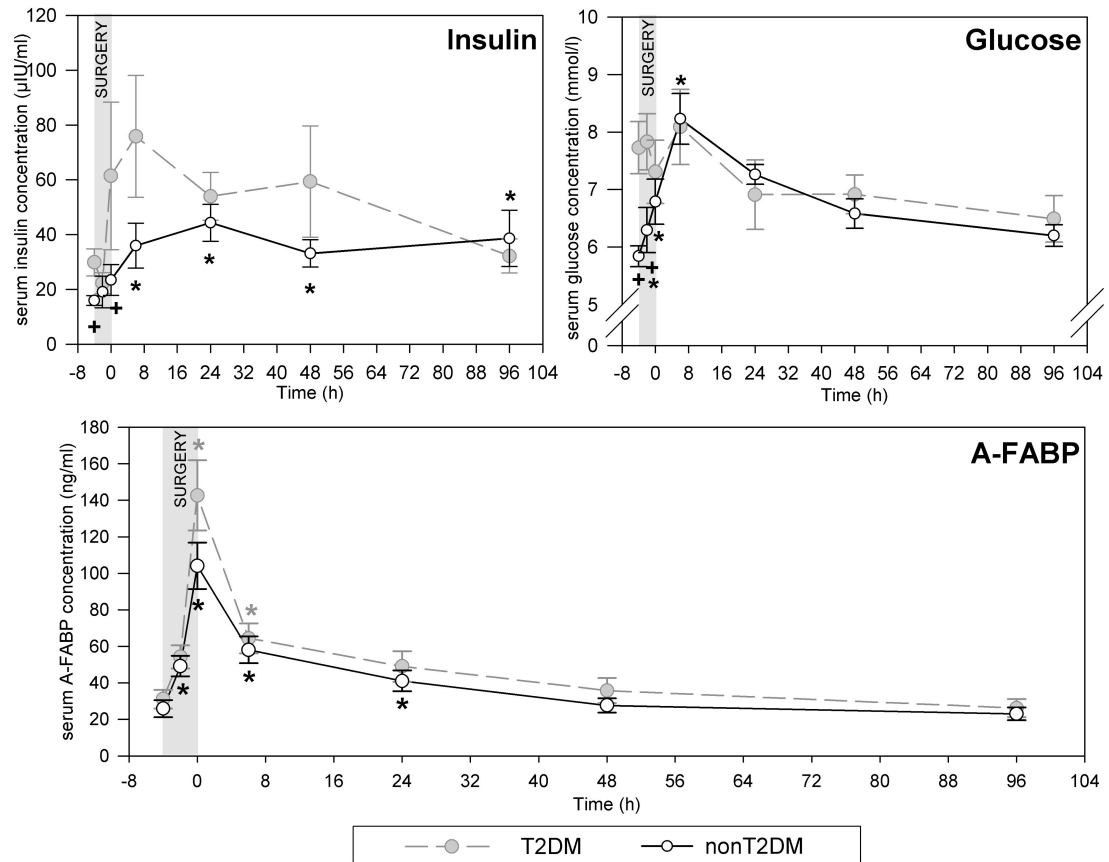 Insulin
SURGERY
serum insulin concentration (µIU/ml)
120
100
80
60
40
20
0
+
+
*
*
*
*
-8 0 8 16 24 32 40 48 56 64 72 80 88 96 104
Time (h)
Glucose
SURGERY
serum glucose concentration (mmol/l)
10
9
8
7
6
5
0
*
*
+
+
*
-8 0 8 16 24 32 40 48 56 64 72 80 88 96 104
Time (h)
A-FABP
SURGERY
serum A-FABP concentration (ng/ml)
180
160
140
120
100
80
60
40
20
0
*
*
*
*
*
*
-8 0 8 16 24 32 40 48 56 64 72 80 88 96 104
Time (h)
T2DM nonT2DM